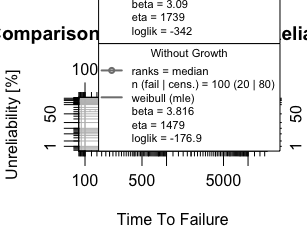 beta = 3.09
eta = 1739
loglik = -342
Comparison
Without Growth
ranks = median
n (fail | cens.) = 100 (20 | 80)
weibull (mle)
beta = 3.816
eta = 1479
loglik = -176.9
Unreliability [%]
1 50 100
1 50
100 500 5000
Time To Failure